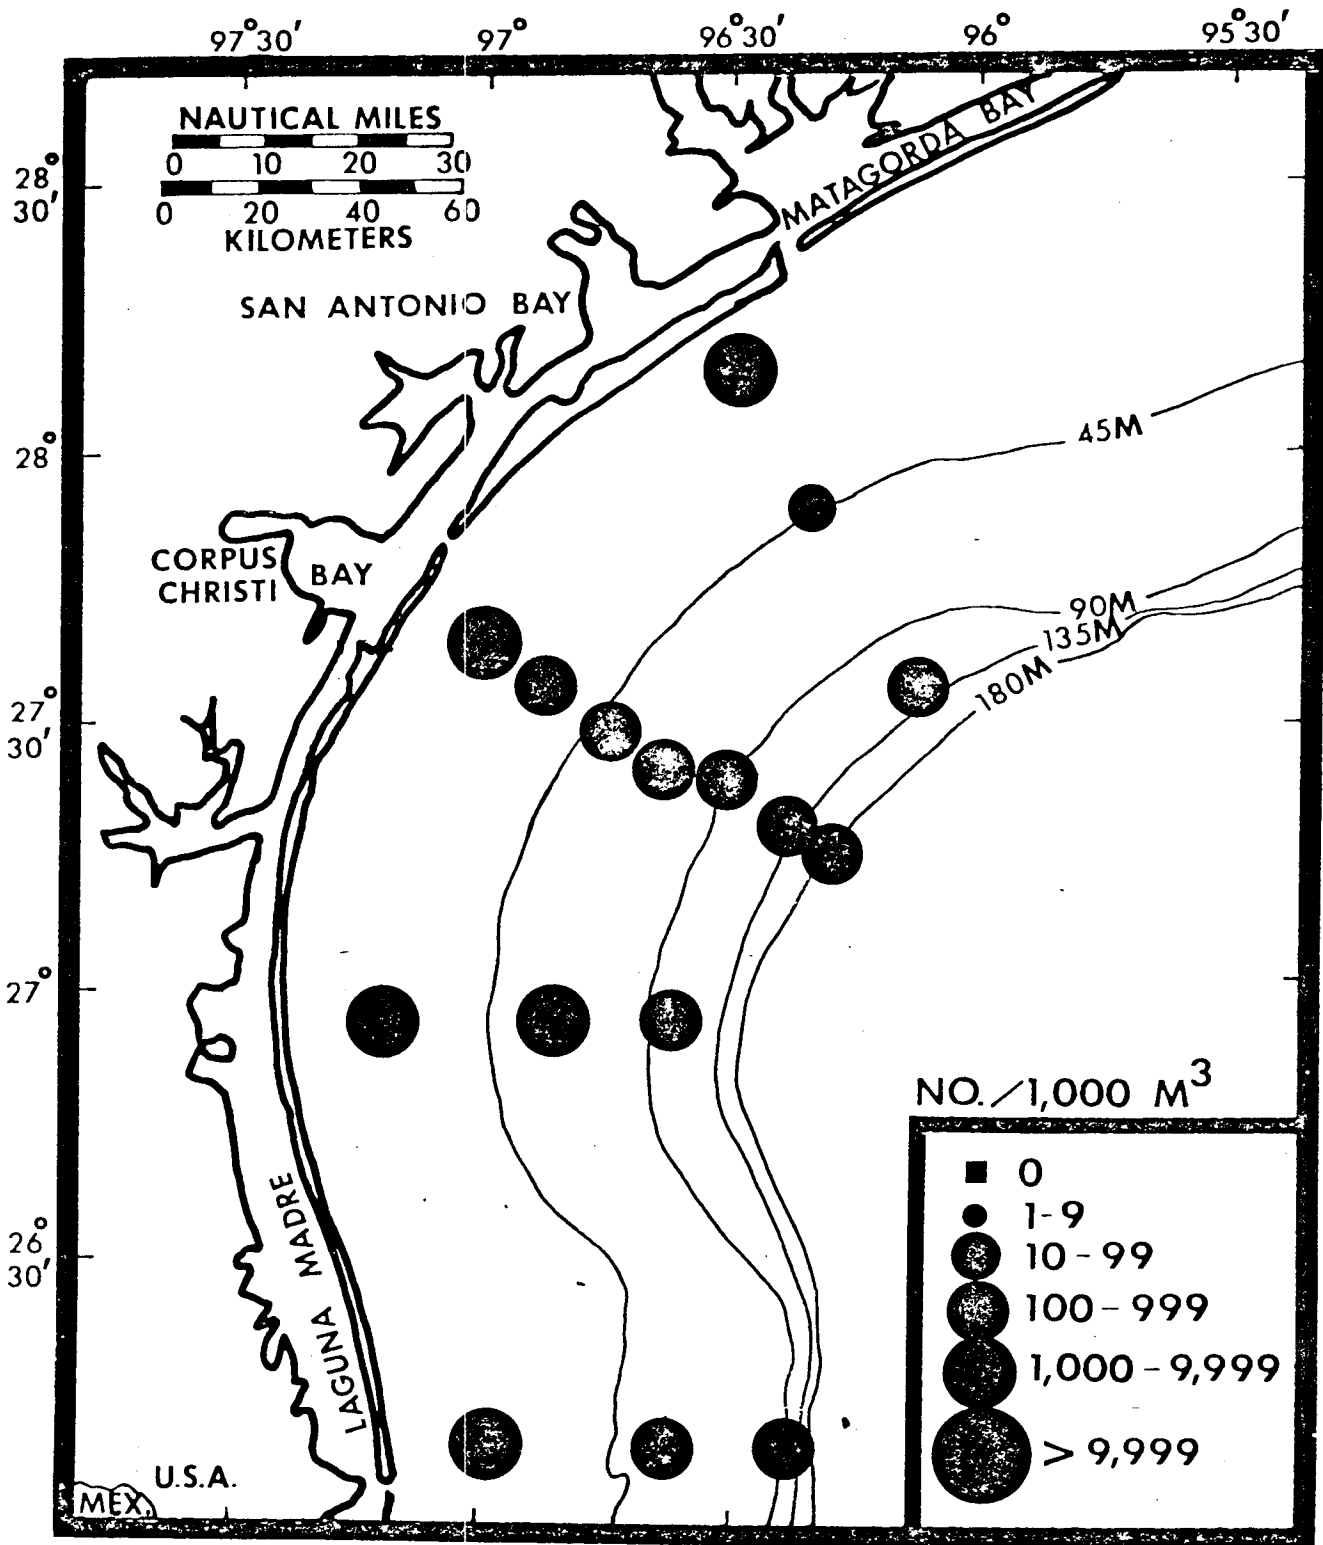 97°30′ 97° 96°30′ 96° 95°30′
NAUTICAL MILES
0 10 20 30
0 20 40 60
KILOMETERS
28°
30′
MATAGORDA BAY
SAN ANTONIO BAY
28°
45M
CORPUS
CHRISTI
BAY
90M
135M
180M
27°
30′
27°
NO./1,000 M³
0
1-9
10-99
100-999
1,000-9,999
> 9,999
26°
30′
LAGUNA MADRE
U.S.A.
MEX.